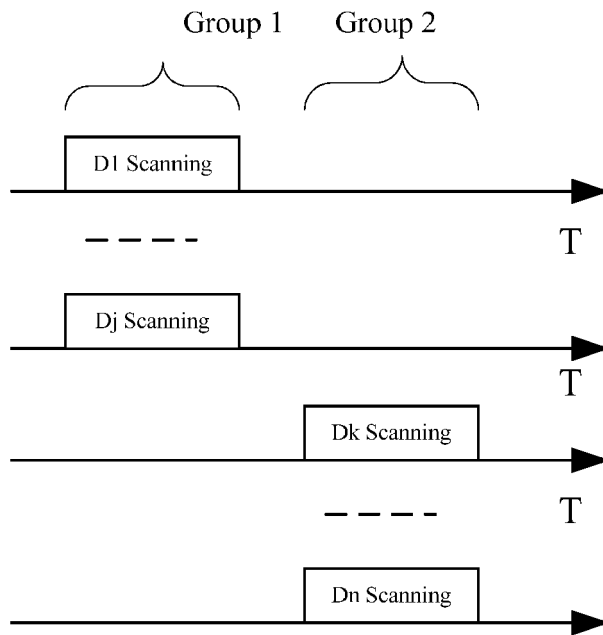 Group 1
Group 2
D1 Scanning
T
Dj Scanning
T
Dk Scanning
T
Dn Scanning